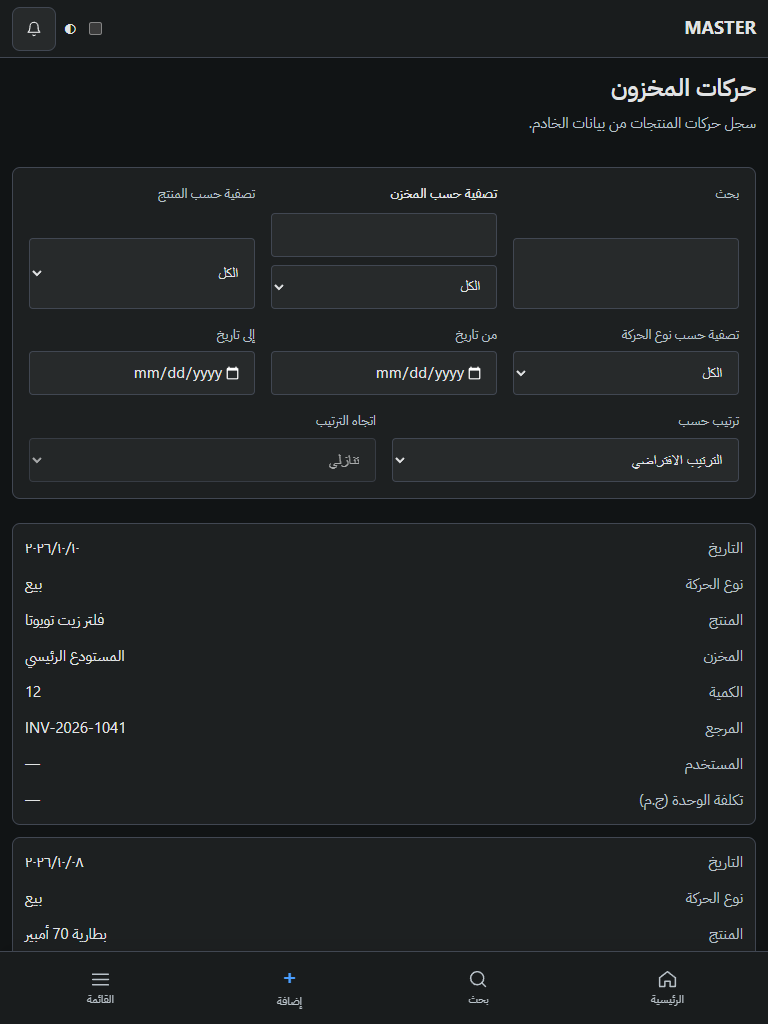 MASTER
حركات المخزون
سجل حركات المنتجات من بيانات الخادم.
بحث
تصفية حسب المخزن
تصفية حسب المنتج
الكل
الكل
تصفية حسب نوع الحركة
من تاريخ
إلى تاريخ
الكل
mm/dd/yyyy
mm/dd/yyyy
ترتيب حسب
اتجاه الترتيب
الترتيب الافتراضي
تنازلي
التاريخ ٢٠٢٦/١٠/١٠
نوع الحركة بيع
المنتج فلتر زيت تويوتا
المخزن المستودع الرئيسي
الكمية 12
المرجع INV-2026-1041
المستخدم —
تكلفة الوحدة (ج.م) —
التاريخ ٢٠٢٦/١٠/٠٨
نوع الحركة بيع
المنتج بطارية 70 أمبير
الرئيسية
بحث
إضافة
القائمة